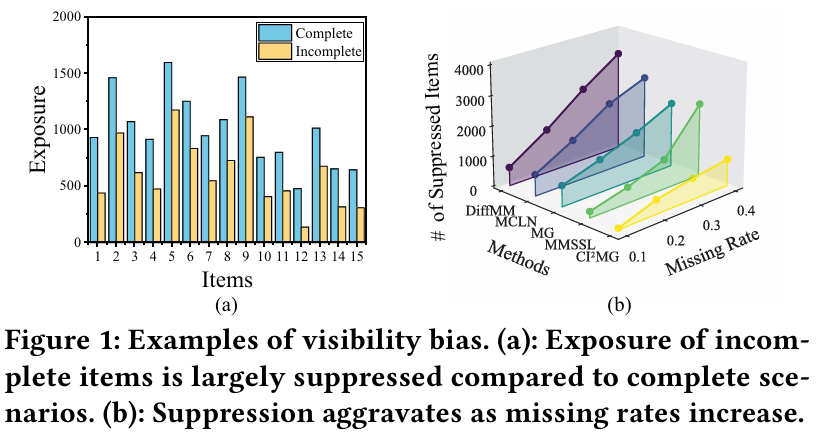 2000
1500
1000
500
0
Exposure
Complete
Incomplete
1 2 3 4 5 6 7 8 9 10 11 12 13 14 15
Items
(a)
# of Suppressed Items
4000
3000
2000
1000
0
DiffMM
MCLN
MG
MMSSL
CI²MG
Methods
0.1
0.2
0.3
0.4
Missing Rate
(b)
Figure 1: Examples of visibility bias. (a): Exposure of incom-
plete items is largely suppressed compared to complete sce-
narios. (b): Suppression aggravates as missing rates increase.